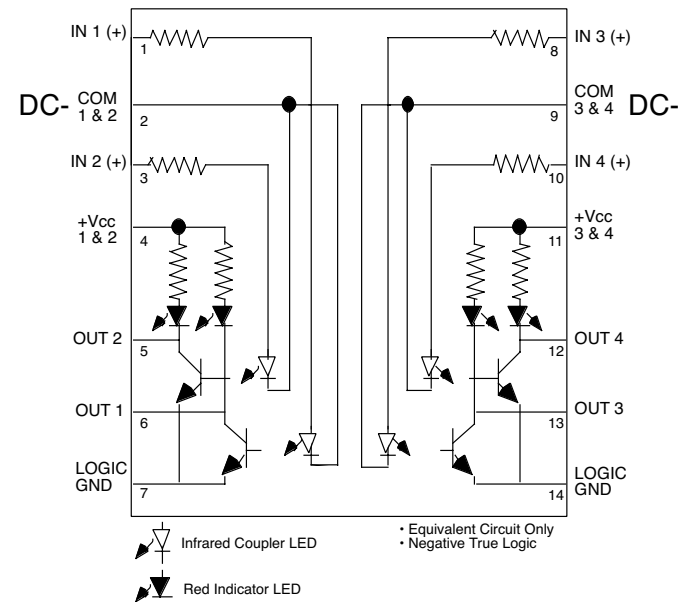 IN 1 (+)
1
DC-
COM
1 & 2
2
IN 2 (+)
3
+Vcc
1 & 2
4
OUT 2
5
OUT 1
6
LOGIC
GND
7
IN 3 (+)
8
COM
3 & 4
DC-
9
IN 4 (+)
10
+Vcc
3 & 4
11
OUT 4
12
OUT 3
13
LOGIC
GND
14
Infrared Coupler LED
Red Indicator LED
• Equivalent Circuit Only
• Negative True Logic